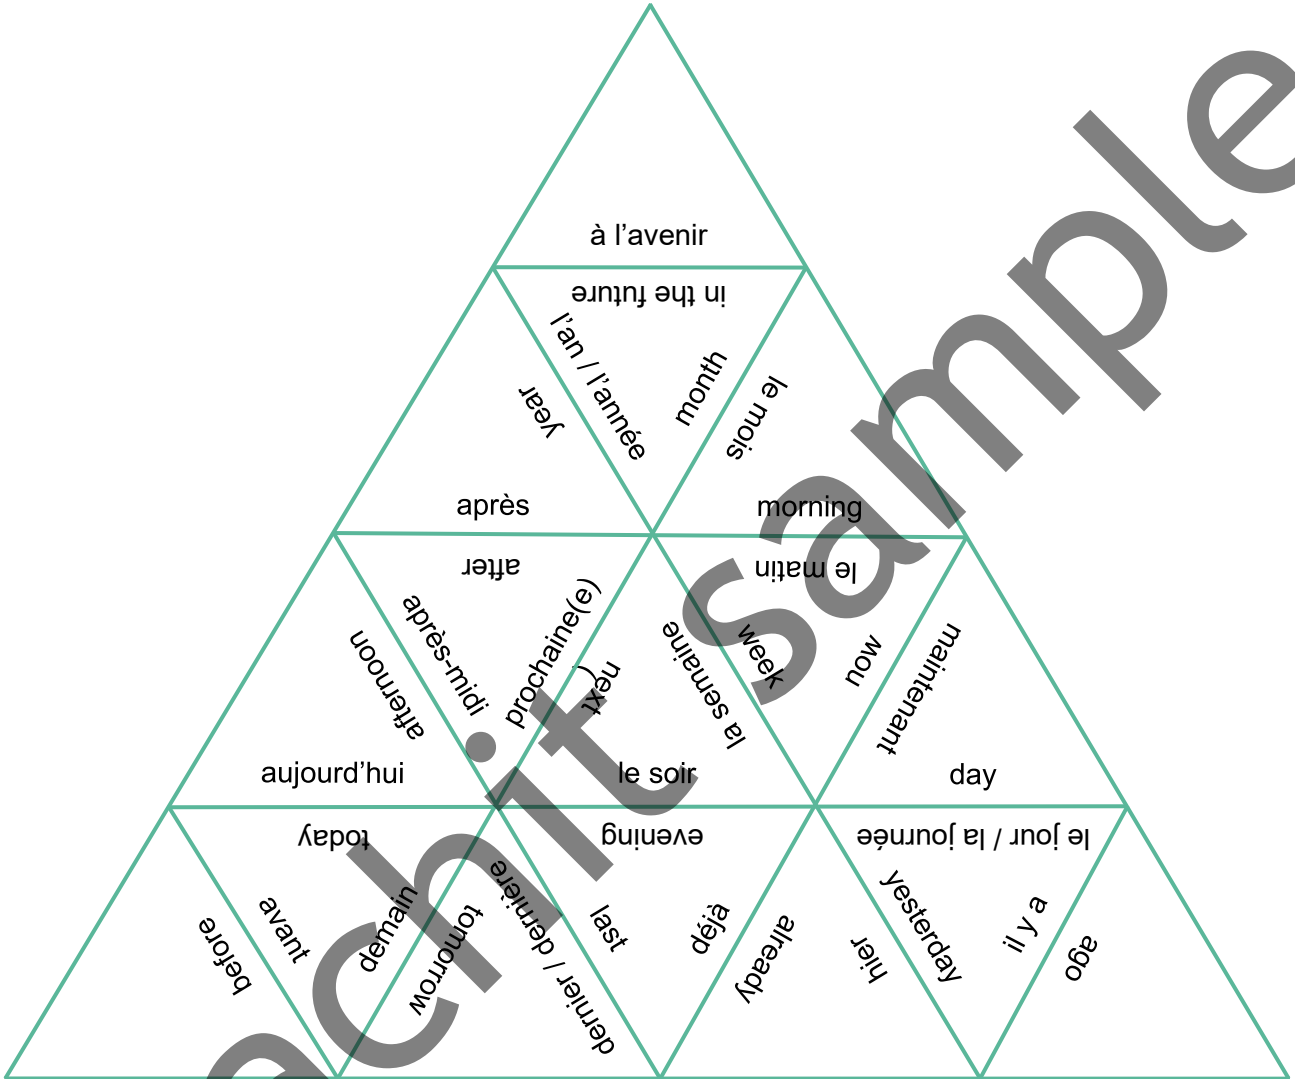 à l’avenir
in the future
l’an / l’année
month
year
le mois
après
morning
after
le matin
après-midi
prochaine(e)
next
la semaine
week
now
maintenant
afternoon
aujourd’hui
le soir
day
today
evening
le jour / la journée
before
avant
demain
tomorrow
dernier / dernière
last
déjà
already
hier
yesterday
il y a
ago
achit sample